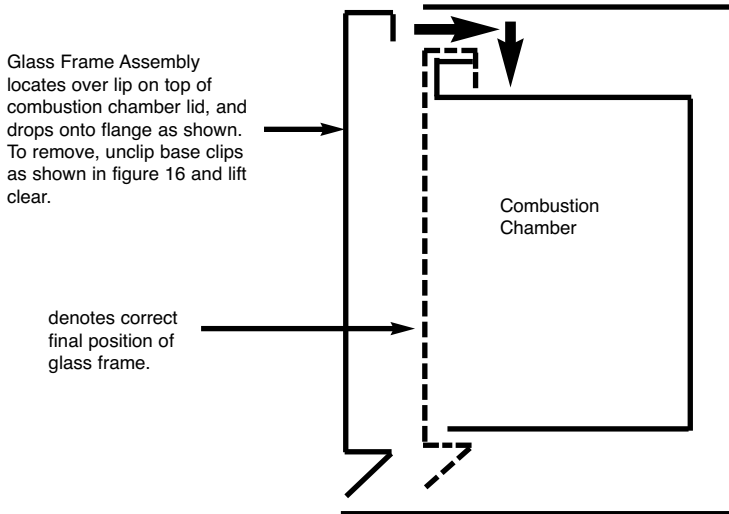 Glass Frame Assembly
locates over lip on top of
combustion chamber lid, and
drops onto flange as shown.
To remove, unclip base clips
as shown in figure 16 and lift
clear.
Combustion
Chamber
denotes correct
final position of
glass frame.